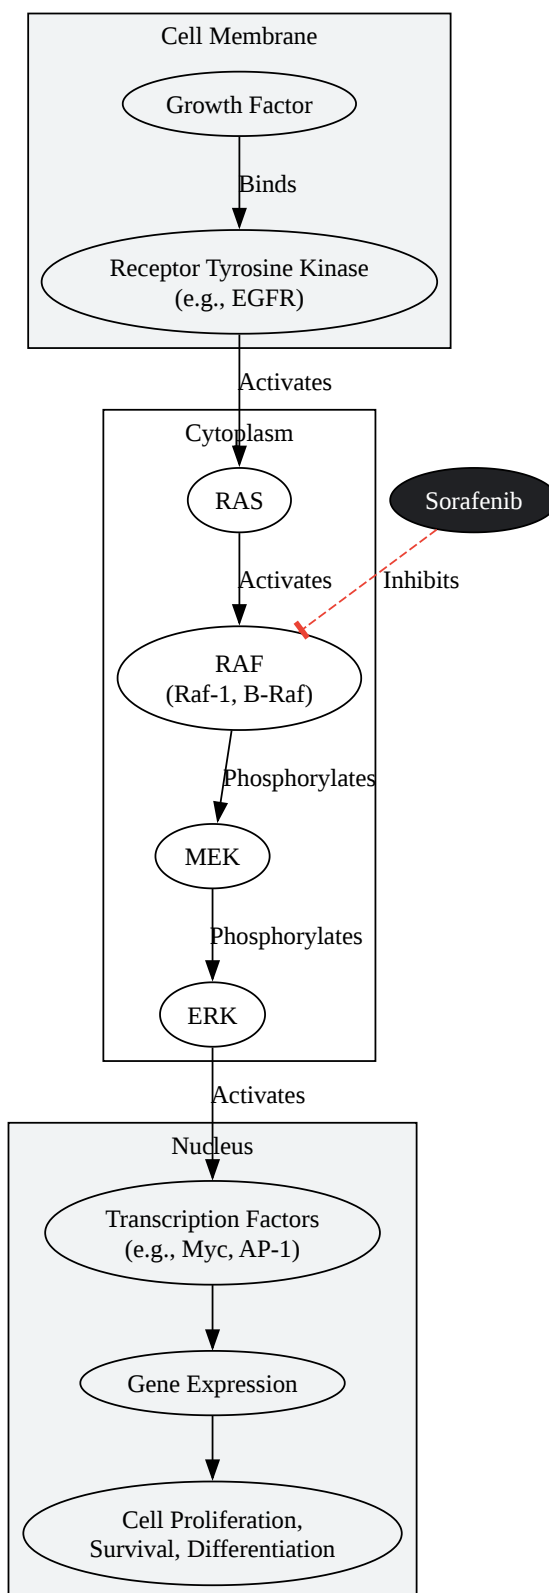 Cell Membrane
Growth Factor
Binds
Receptor Tyrosine Kinase
(e.g., EGFR)
Activates
Cytoplasm
RAS
Sorafenib
Activates
Inhibits
RAF
(Raf-1, B-Raf)
Phosphorylates
MEK
Phosphorylates
ERK
Activates
Nucleus
Transcription Factors
(e.g., Myc, AP-1)
Gene Expression
Cell Proliferation,
Survival, Differentiation